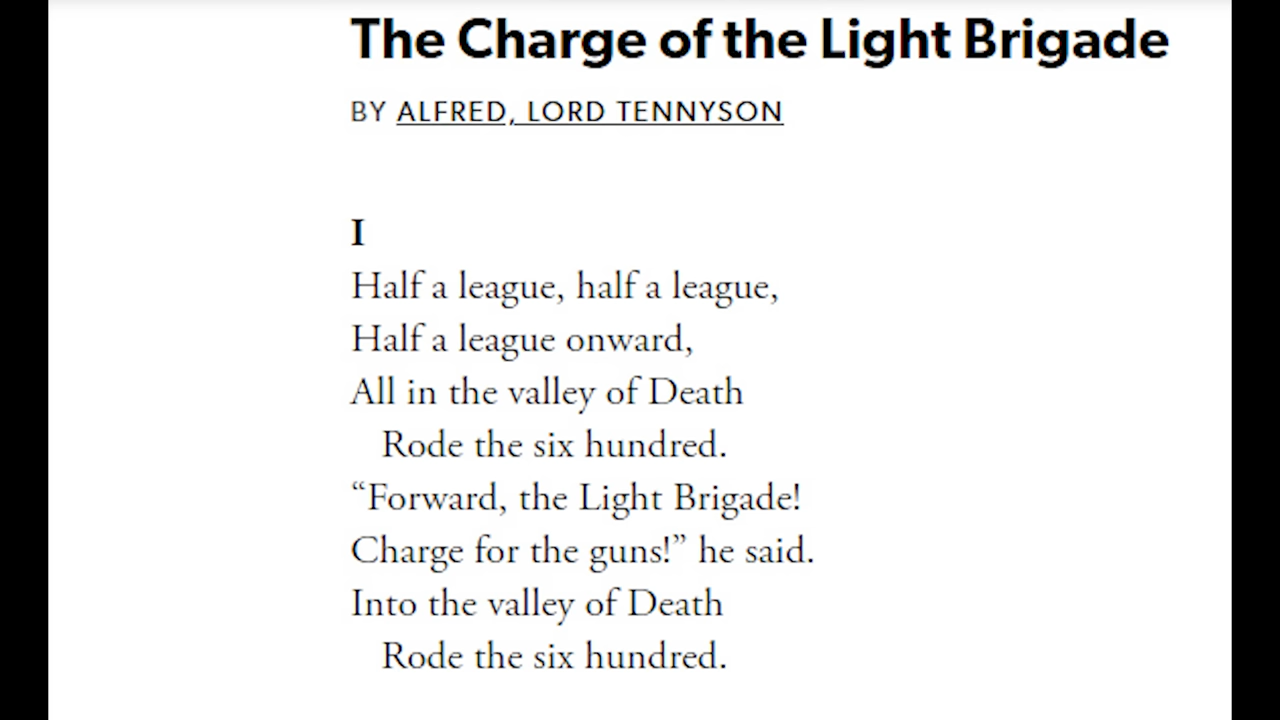 The Charge of the Light Brigade
BY ALFRED, LORD TENNYSON
I
Half a league, half a league,
Half a league onward,
All in the valley of Death
Rode the six hundred.
“Forward, the Light Brigade!
Charge for the guns!” he said.
Into the valley of Death
Rode the six hundred.